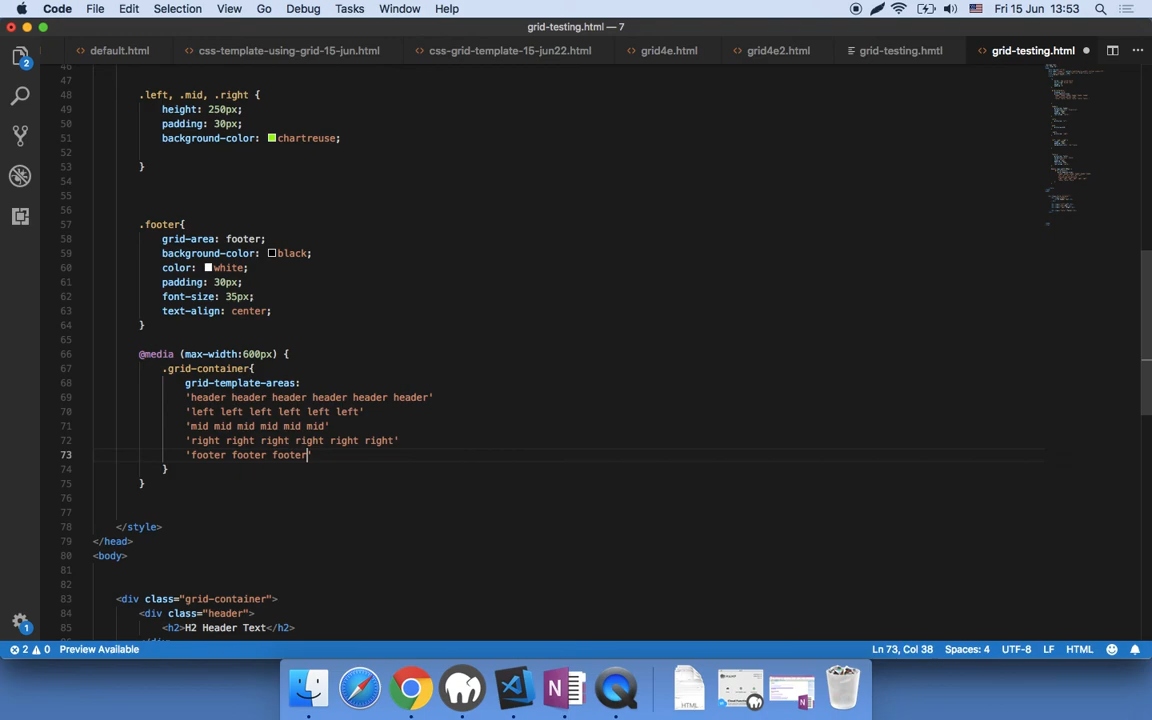 Code File Edit Selection View Go Debug Tasks Window Help Fri 15 Jun 13:53
grid-testing.html — 7
default.html css-template-using-grid-15-jun.html css-grid-template-15-jun22.html grid4e.html grid4e2.html grid-testing.hmtl grid-testing.html
2
46
47
48 .left, .mid, .right {
49 height: 250px;
50 padding: 30px;
51 background-color: chartreuse;
52
53 }
54
55
56
57 .footer{
58 grid-area: footer;
59 background-color: black;
60 color: white;
61 padding: 30px;
62 font-size: 35px;
63 text-align: center;
64 }
65
66 @media (max-width:600px) {
67 .grid-container{
68 grid-template-areas:
69 'header header header header header header'
70 'left left left left left left'
71 'mid mid mid mid mid mid'
72 'right right right right right right'
73 'footer footer footer'
74 }
75 }
76
77
78 </style>
79 </head>
80 <body>
81
82
83 <div class="grid-container">
84 <div class="header">
85 <h2>H2 Header Text</h2>
1
2 0 Preview Available Ln 73, Col 38 Spaces: 4 UTF-8 LF HTML
N
HTML